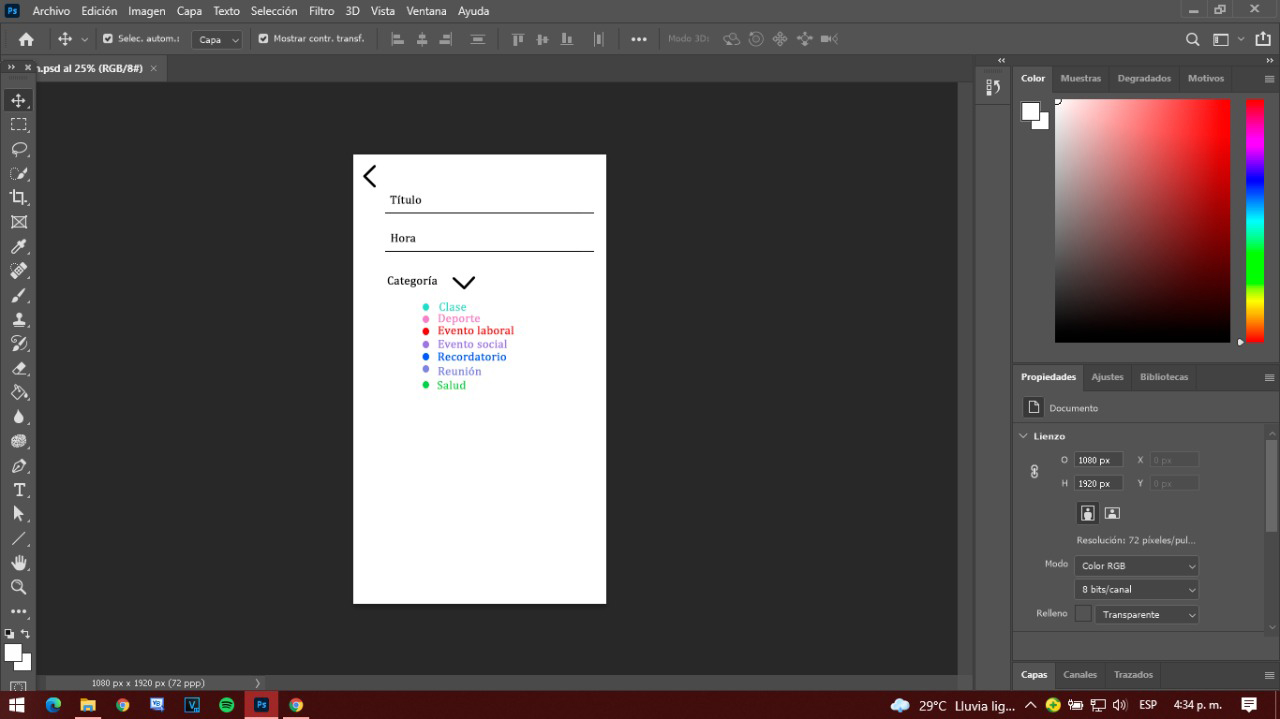 Ps Archivo Edición Imagen Capa Texto Selección Filtro 3D Vista Ventana Ayuda
Selec. autom.: Capa Mostrar contr. transf. Modo 3D:
n.psd al 25% (RGB/8#)
Color Muestras Degradados Motivos
Título
Hora
Categoría
Clase
Deporte
Evento laboral
Evento social
Recordatorio
Reunión
Salud
Propiedades Ajustes Bibliotecas
Documento
Lienzo
O 1080 px X 0 px
H 1920 px Y 0 px
Resolución: 72 píxeles/pul...
Modo Color RGB
8 bits/canal
Relleno Transparente
Capas Canales Trazados
1080 px x 1920 px (72 ppp)
Ps 29°C Lluvia lig... ESP 4:34 p. m.